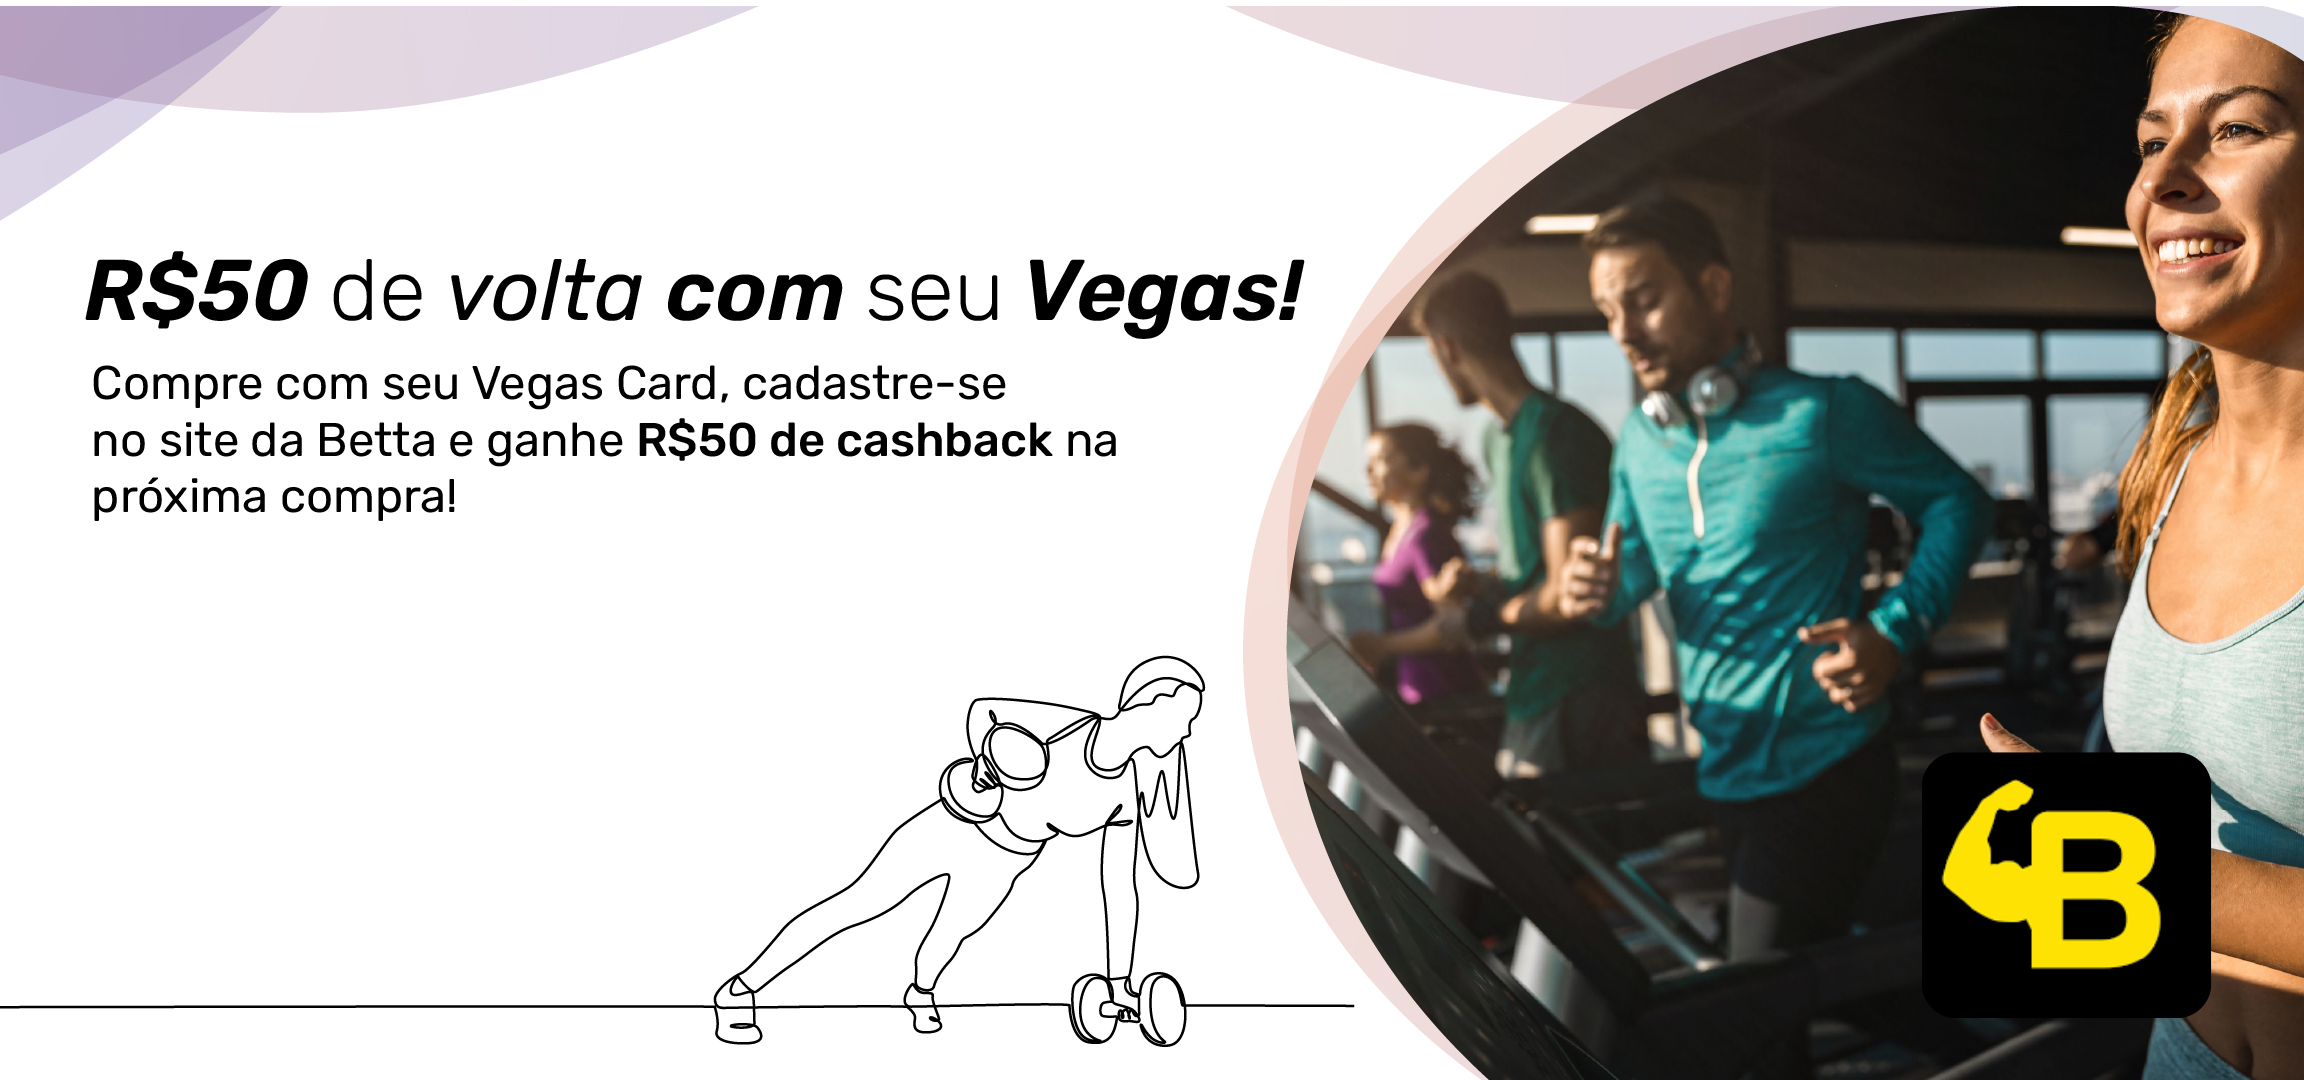 R$50 de volta com seu Vegas!
Compre com seu Vegas Card, cadastre-se
no site da Betta e ganhe R$50 de cashback na
próxima compra!
B